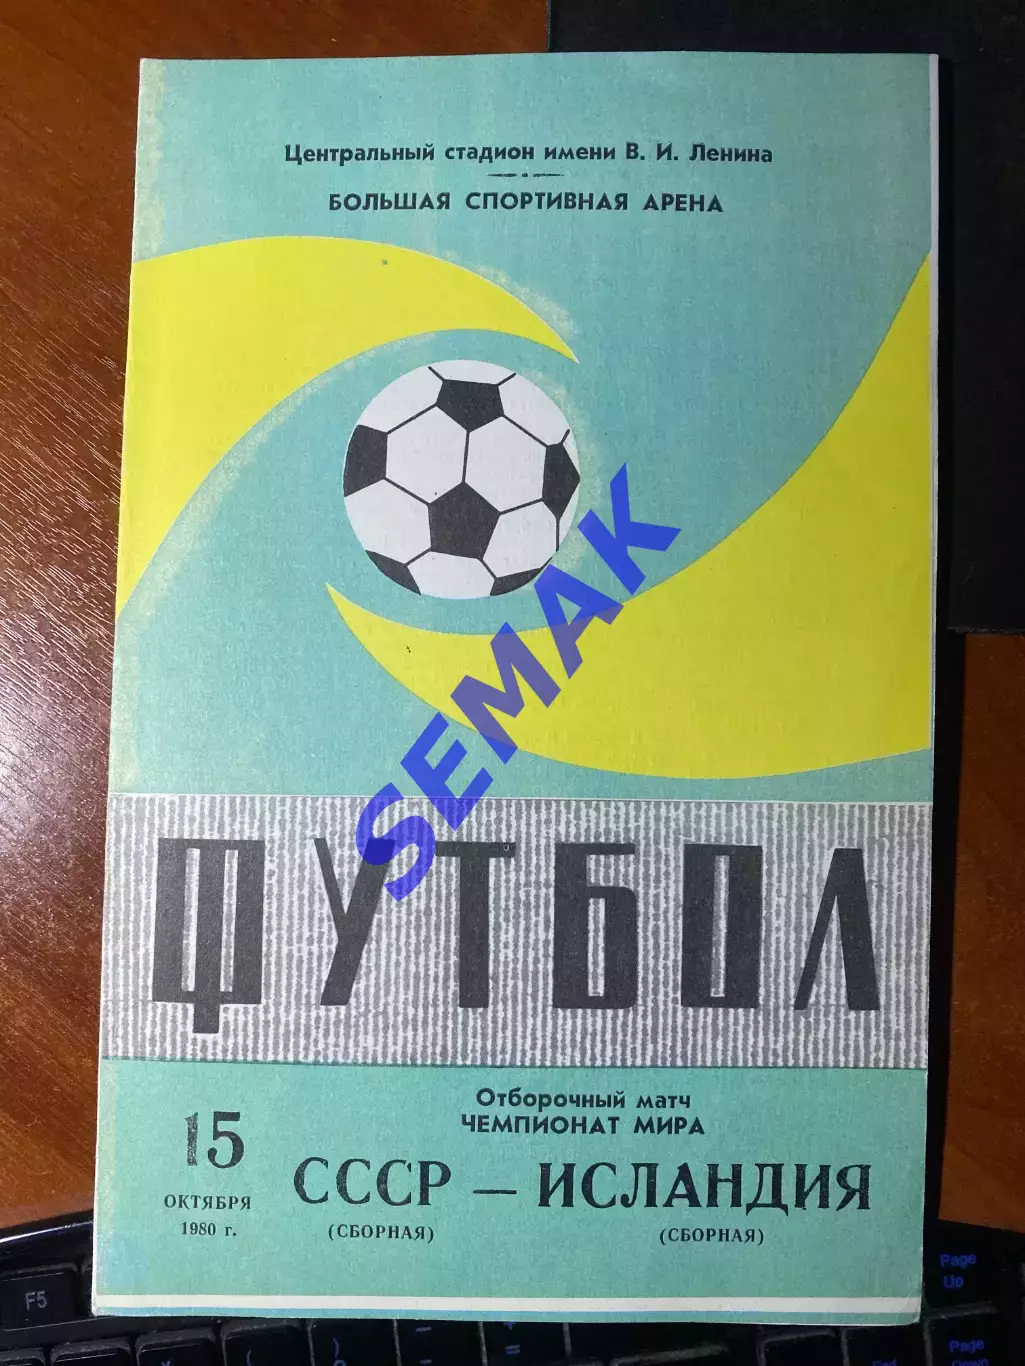 Центральный стадион имени В. И. Ленина
БОЛЬШАЯ СПОРТИВНАЯ АРЕНА
SEMAK
ФУТБОЛ
15
ОКТЯБРЯ
1980 г.
Отборочный матч
ЧЕМПИОНАТ МИРА
СССР — ИСЛАНДИЯ
(СБОРНАЯ) (СБОРНАЯ)
F5
Page
Up